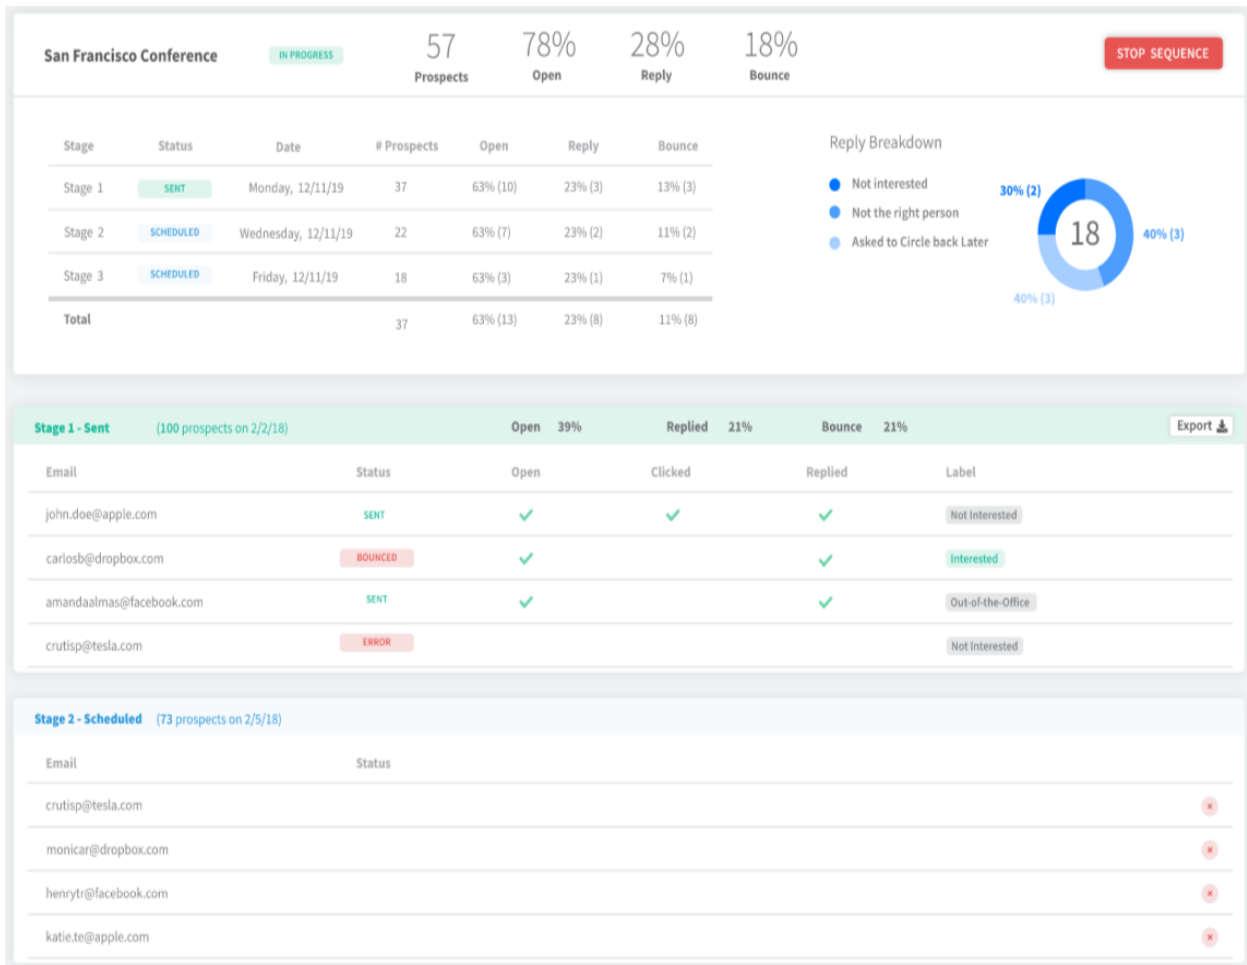 San Francisco Conference IN PROGRESS 57 Prospects 78% Open 28% Reply 18% Bounce STOP SEQUENCE
Stage Status Date # Prospects Open Reply Bounce
Stage 1 SENT Monday, 12/11/19 37 63% (10) 23% (3) 13% (3)
Stage 2 SCHEDULED Wednesday, 12/11/19 22 63% (7) 23% (2) 11% (2)
Stage 3 SCHEDULED Friday, 12/11/19 18 63% (3) 23% (1) 7% (1)
Total 37 63% (13) 23% (8) 11% (8)
Reply Breakdown
Not interested
Not the right person
Asked to Circle back Later
30% (2)
18
40% (3)
40% (3)
Stage 1 - Sent (100 prospects on 2/2/18) Open 39% Replied 21% Bounce 21% Export
Email Status Open Clicked Replied Label
john.doe@apple.com SENT Not Interested
carlosb@dropbox.com BOUNCED Interested
amandaalmas@facebook.com SENT Out-of-the-Office
crutisp@tesla.com ERROR Not Interested
Stage 2 - Scheduled (73 prospects on 2/5/18)
Email Status
crutisp@tesla.com
monicar@dropbox.com
henrytr@facebook.com
katie.te@apple.com